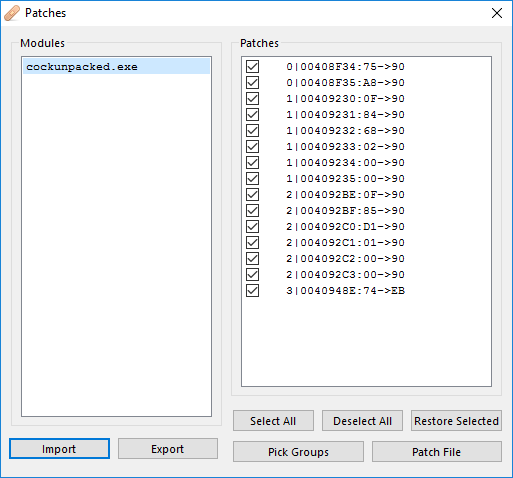 Patches
Modules
Patches
cockunpacked.exe
0|00408F34:75->90
0|00408F35:A8->90
1|00409230:0F->90
1|00409231:84->90
1|00409232:68->90
1|00409233:02->90
1|00409234:00->90
1|00409235:00->90
2|004092BE:0F->90
2|004092BF:85->90
2|004092C0:D1->90
2|004092C1:01->90
2|004092C2:00->90
2|004092C3:00->90
3|0040948E:74->EB
Select All
Deselect All
Restore Selected
Import
Export
Pick Groups
Patch File